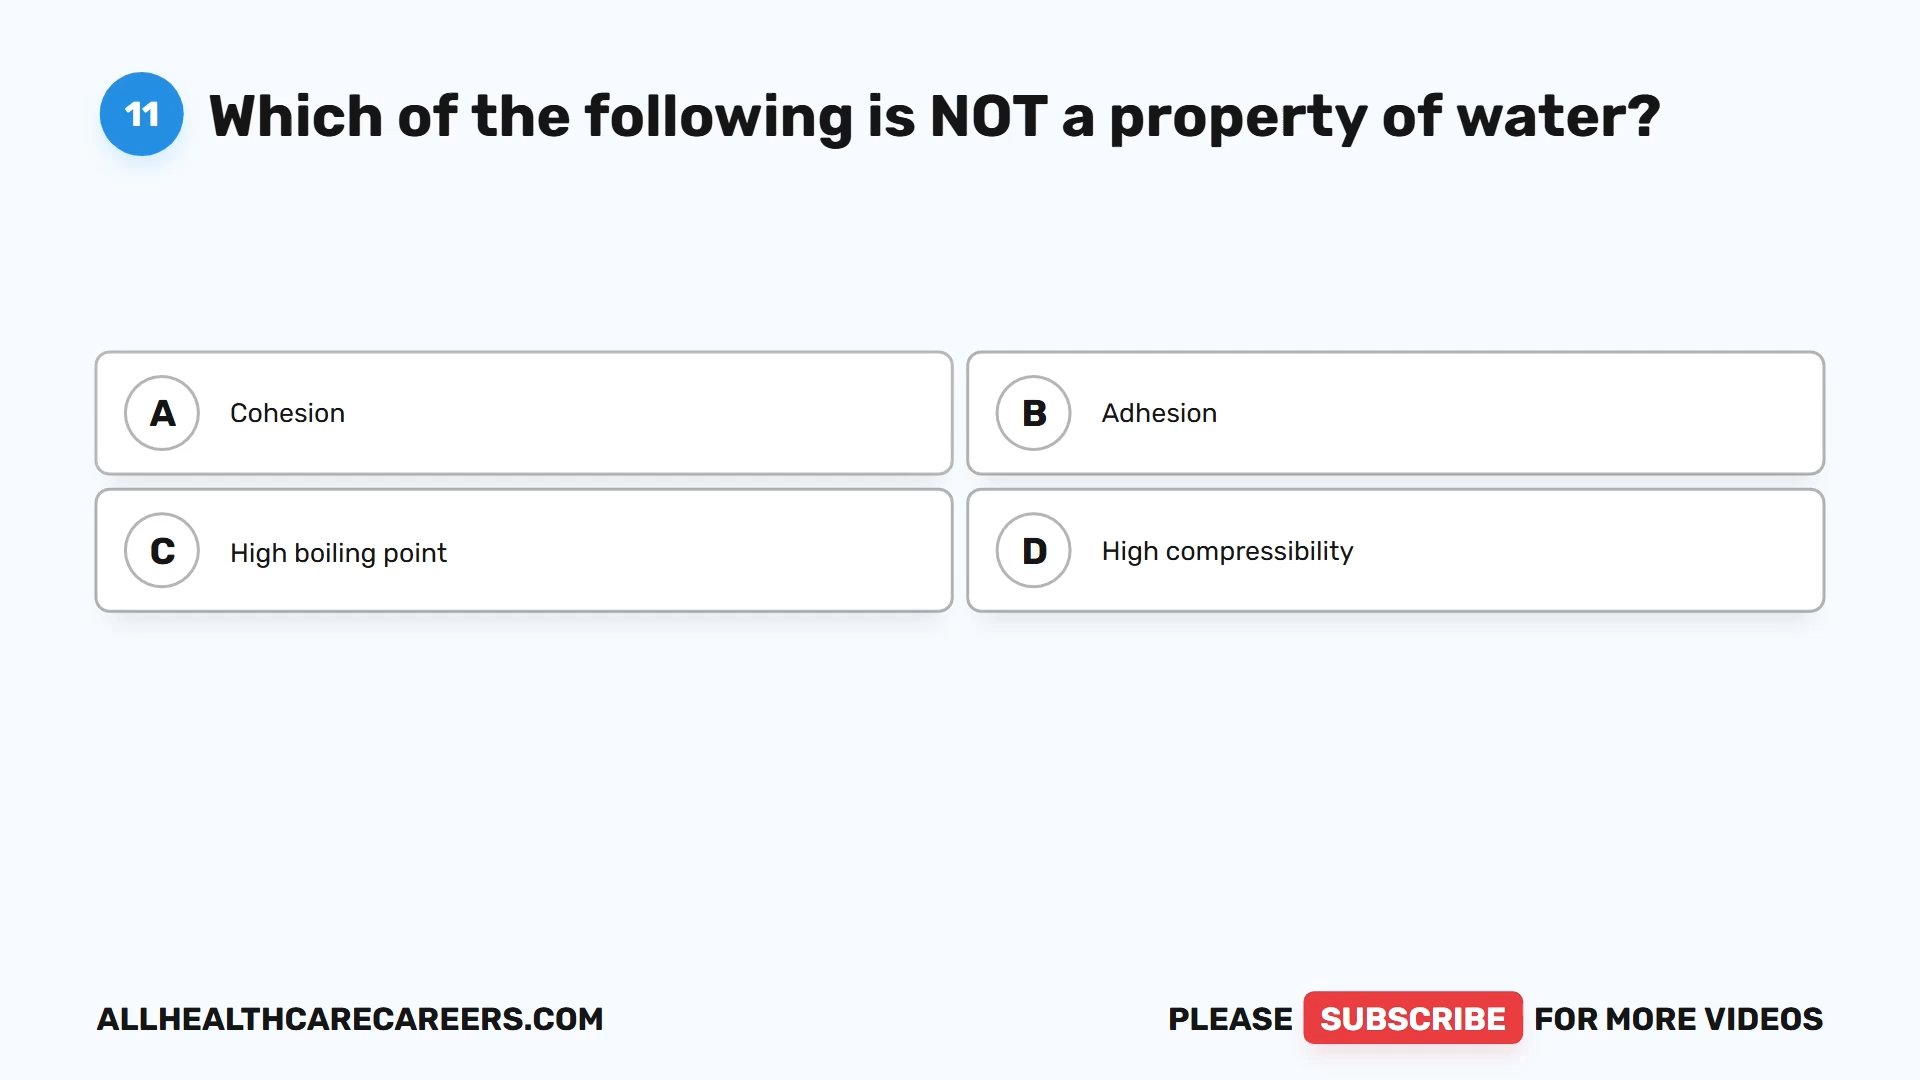 11 Which of the following is NOT a property of water?
A Cohesion
B Adhesion
C High boiling point
D High compressibility
ALLHEALTHCARECAREERS.COM
PLEASE SUBSCRIBE FOR MORE VIDEOS